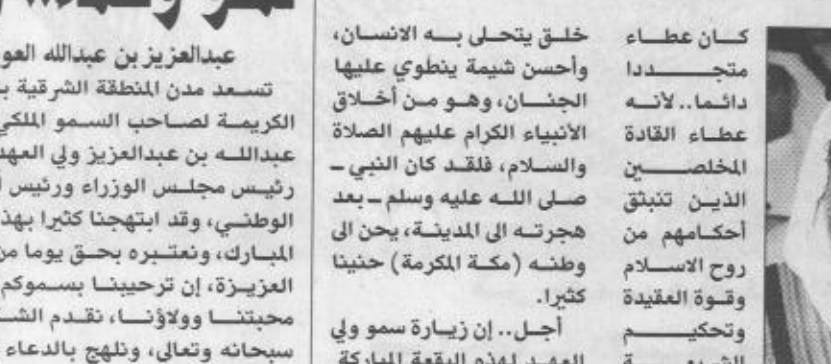 كان عطاء
متجددا
دائما.. لأنه
عطاء القادة
المخلصين
الذين تنبثق
أحكامهم من
روح الاسلام
وقوة العقيدة
وتحكيم
خلق يتحلى به الانسان،
وأحسن شيمة ينطوي عليها
الجنان، وهو من أخلاق
الأنبياء الكرام عليهم الصلاة
والسلام، فلقد كان النبي ـ
صلى الله عليه وسلم ـ بعد
هجرته الى المدينة، يحن الى
وطنه (مكة المكرمة) حنينا
كثيرا.
أجل.. إن زيارة سمو ولي
العهد لهذه البقعة المباركة
عبدالعزيز بن عبدالله العو
تسعد مدن المنطقة الشرقية ب
الكريمة لصاحب السمو الملكي
عبدالله بن عبدالعزيز ولي العهد
رئيس مجلس الوزراء ورئيس
الوطني، وقد ابتهجنا كثيرا بهذ
المبارك، ونعتبره بحق يوما من
العزيزة، إن ترحيبنا بسموكم
محبتنا وولاؤنا، نقدم الش
سبحانه وتعالى، ونلهج بالدعاء